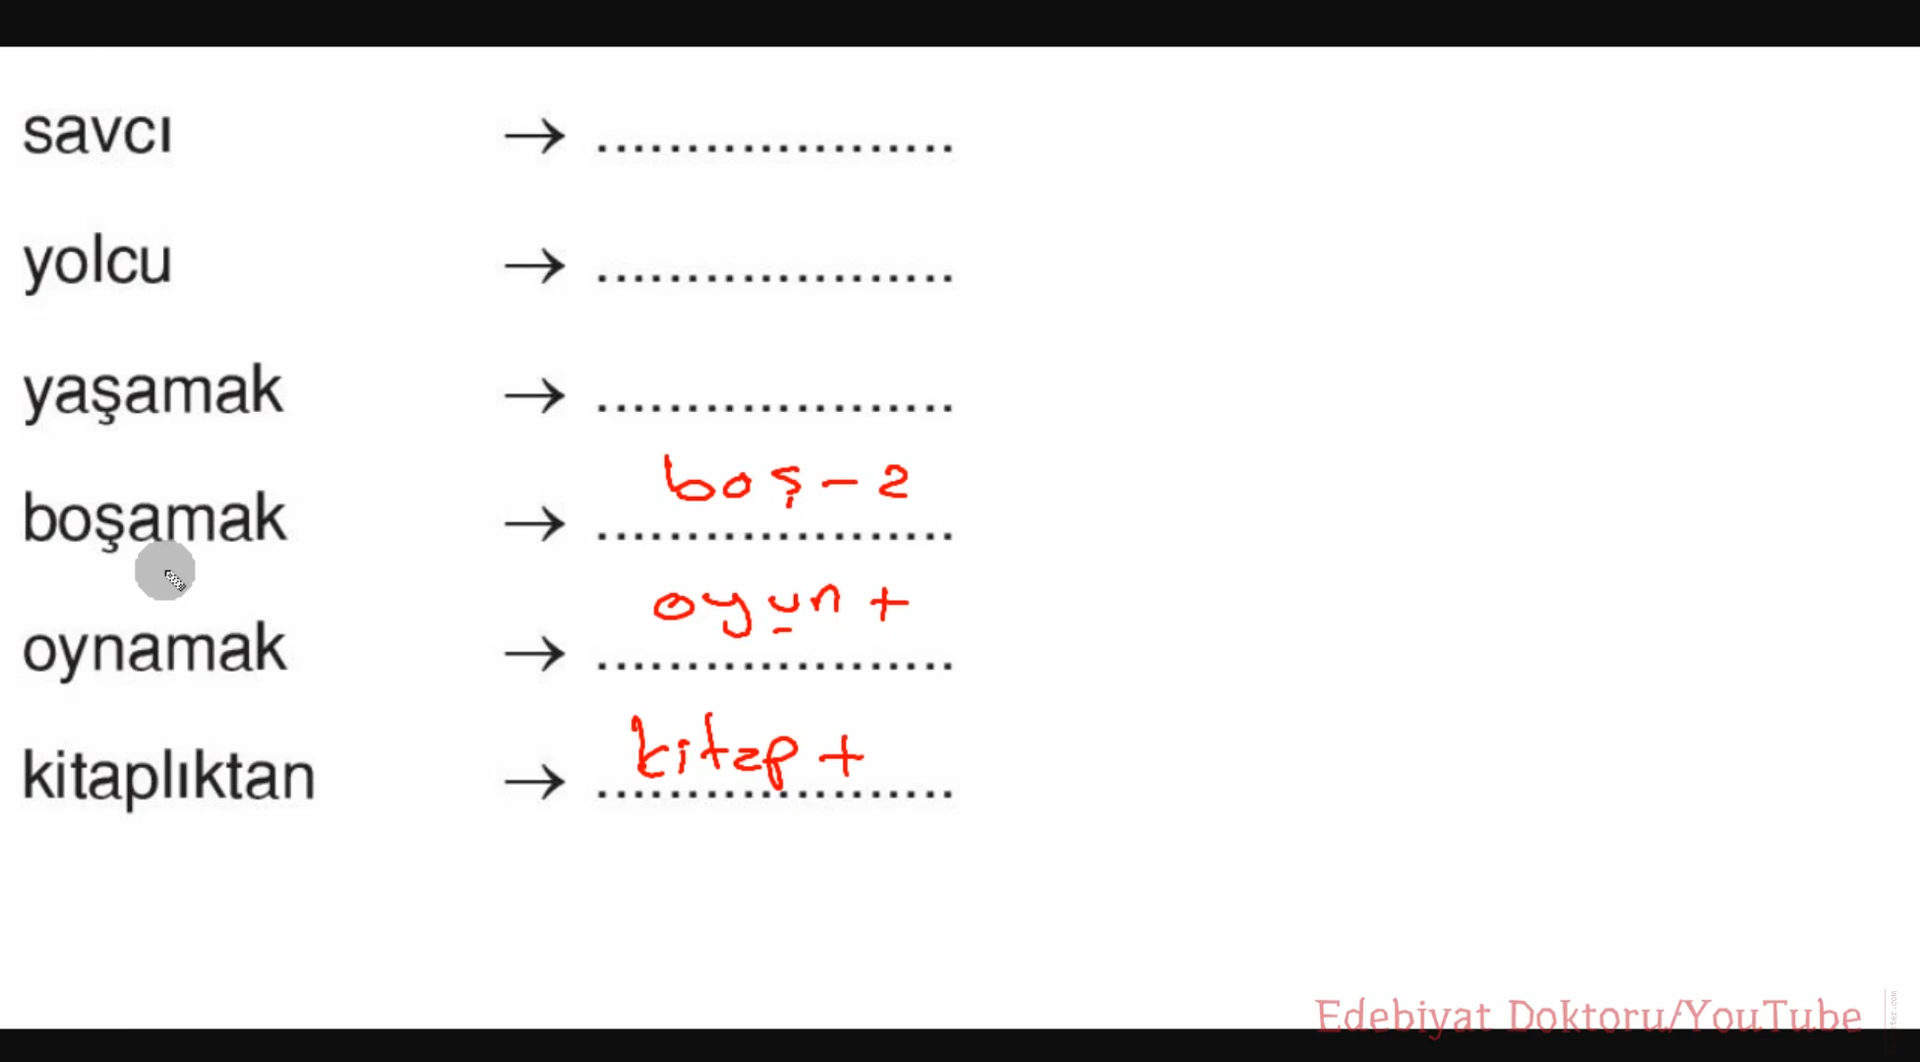 savcı → ....................
yolcu → ....................
yaşamak → ....................
boş-a
boşamak → ....................
oyun +
oynamak → ....................
kitap +
kitaplıktan → ....................
Edebiyat Doktoru/YouTube